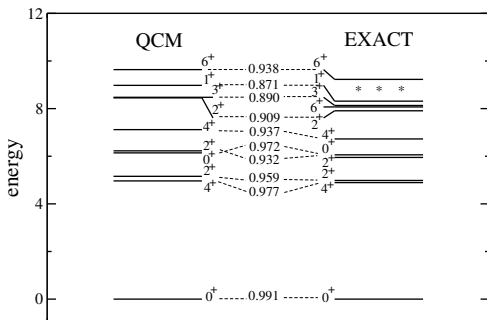 12
QCM EXACT
6+ 0.938 6+
1+ 0.871 1+
3+ 0.890 3+
* * *
8
6+
2+ 0.909 2+
4+ 0.937 4+
2+ 0.972 0+
0+ 0.932 2+
2+ 0.959 2+
4+ 0.977 4+
energy
4
0 0+ 0.991 0+